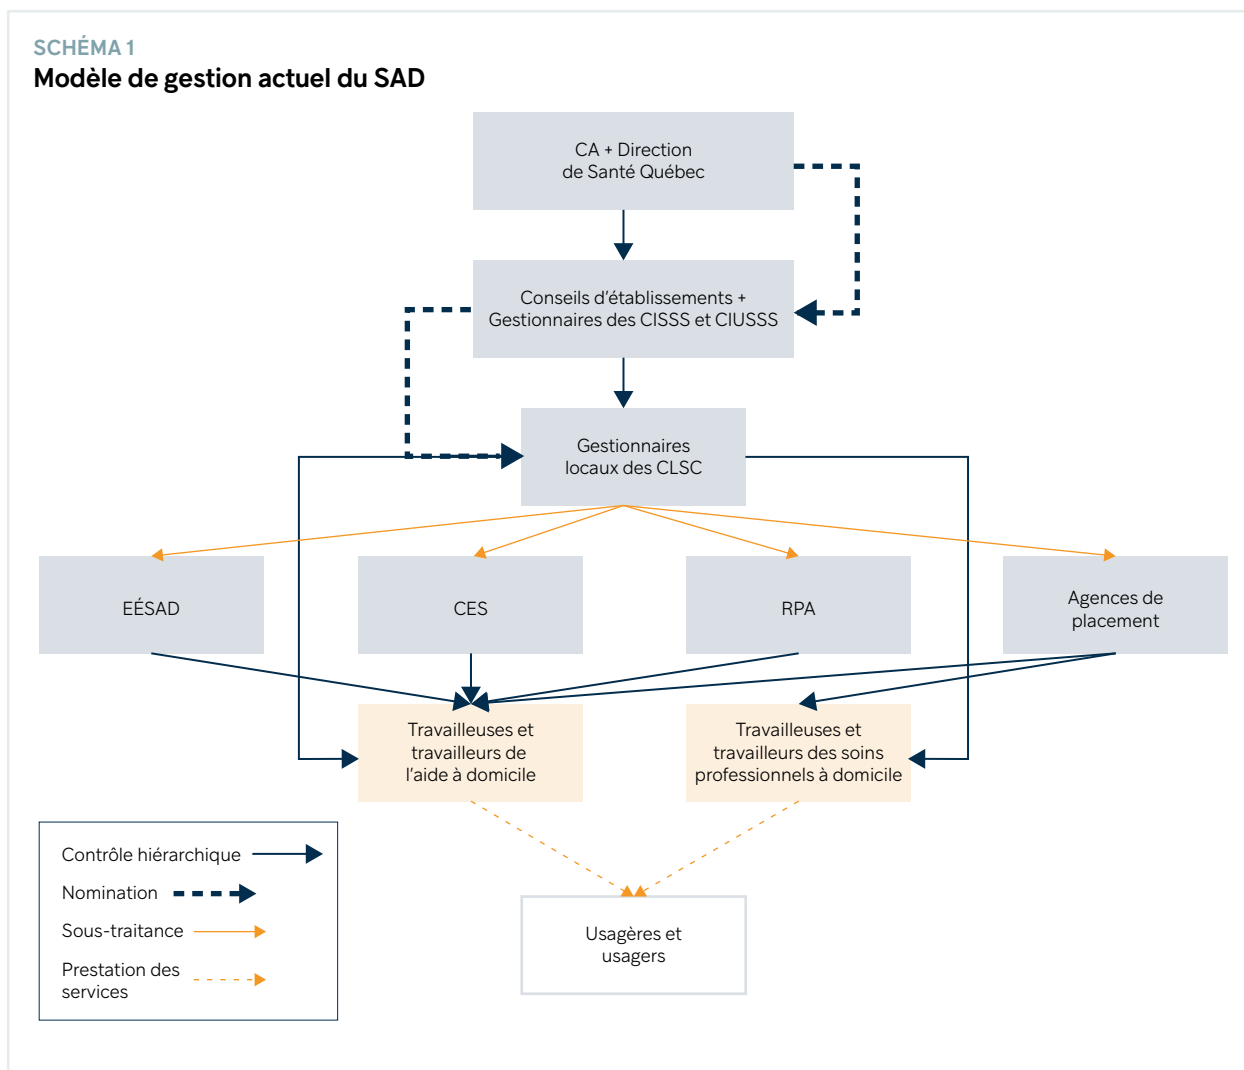 SCHÉMA 1
Modèle de gestion actuel du SAD
CA + Direction
de Santé Québec
Conseils d'établissements +
Gestionnaires des CISSS et CIUSSS
Gestionnaires
locaux des CLSC
EÉSAD
CES
RPA
Agences de
placement
Travailleuses et
travailleurs de
l'aide à domicile
Travailleuses et
travailleurs des soins
professionnels à domicile
Contrôle hiérarchique
Nomination
Sous-traitance
Prestation des
services
Usagères et
usagers